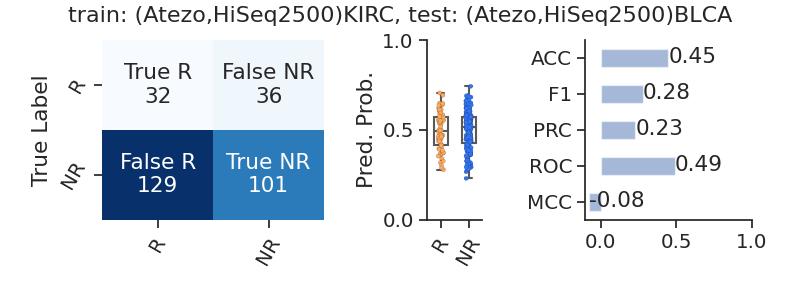 train: (Atezo,HiSeq2500)KIRC, test: (Atezo,HiSeq2500)BLCA
True Label
R
NR
True R
32
False NR
36
False R
129
True NR
101
R
NR
Pred. Prob.
1.0
0.5
0.0
R
NR
ACC
0.45
F1
0.28
PRC
0.23
ROC
0.49
MCC
-0.08
0.0
0.5
1.0